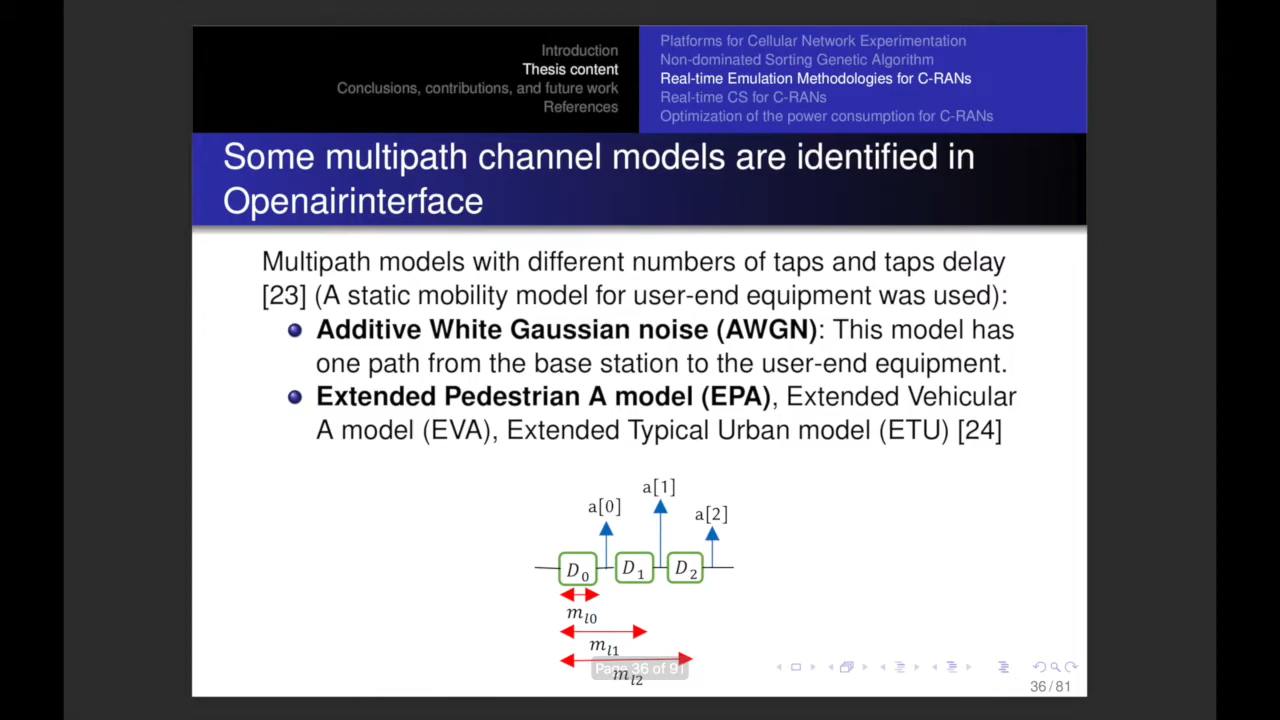 Introduction
Thesis content
Conclusions, contributions, and future work
References
Platforms for Cellular Network Experimentation
Non-dominated Sorting Genetic Algorithm
Real-time Emulation Methodologies for C-RANs
Real-time CS for C-RANs
Optimization of the power consumption for C-RANs
Some multipath channel models are identified in
Openairinterface
Multipath models with different numbers of taps and taps delay
[23] (A static mobility model for user-end equipment was used):
Additive White Gaussian noise (AWGN): This model has
one path from the base station to the user-end equipment.
Extended Pedestrian A model (EPA), Extended Vehicular
A model (EVA), Extended Typical Urban model (ETU) [24]
a[0] a[1] a[2]
D0 D1 D2
ml0
ml1
Page 36 of 91
ml2
36/81